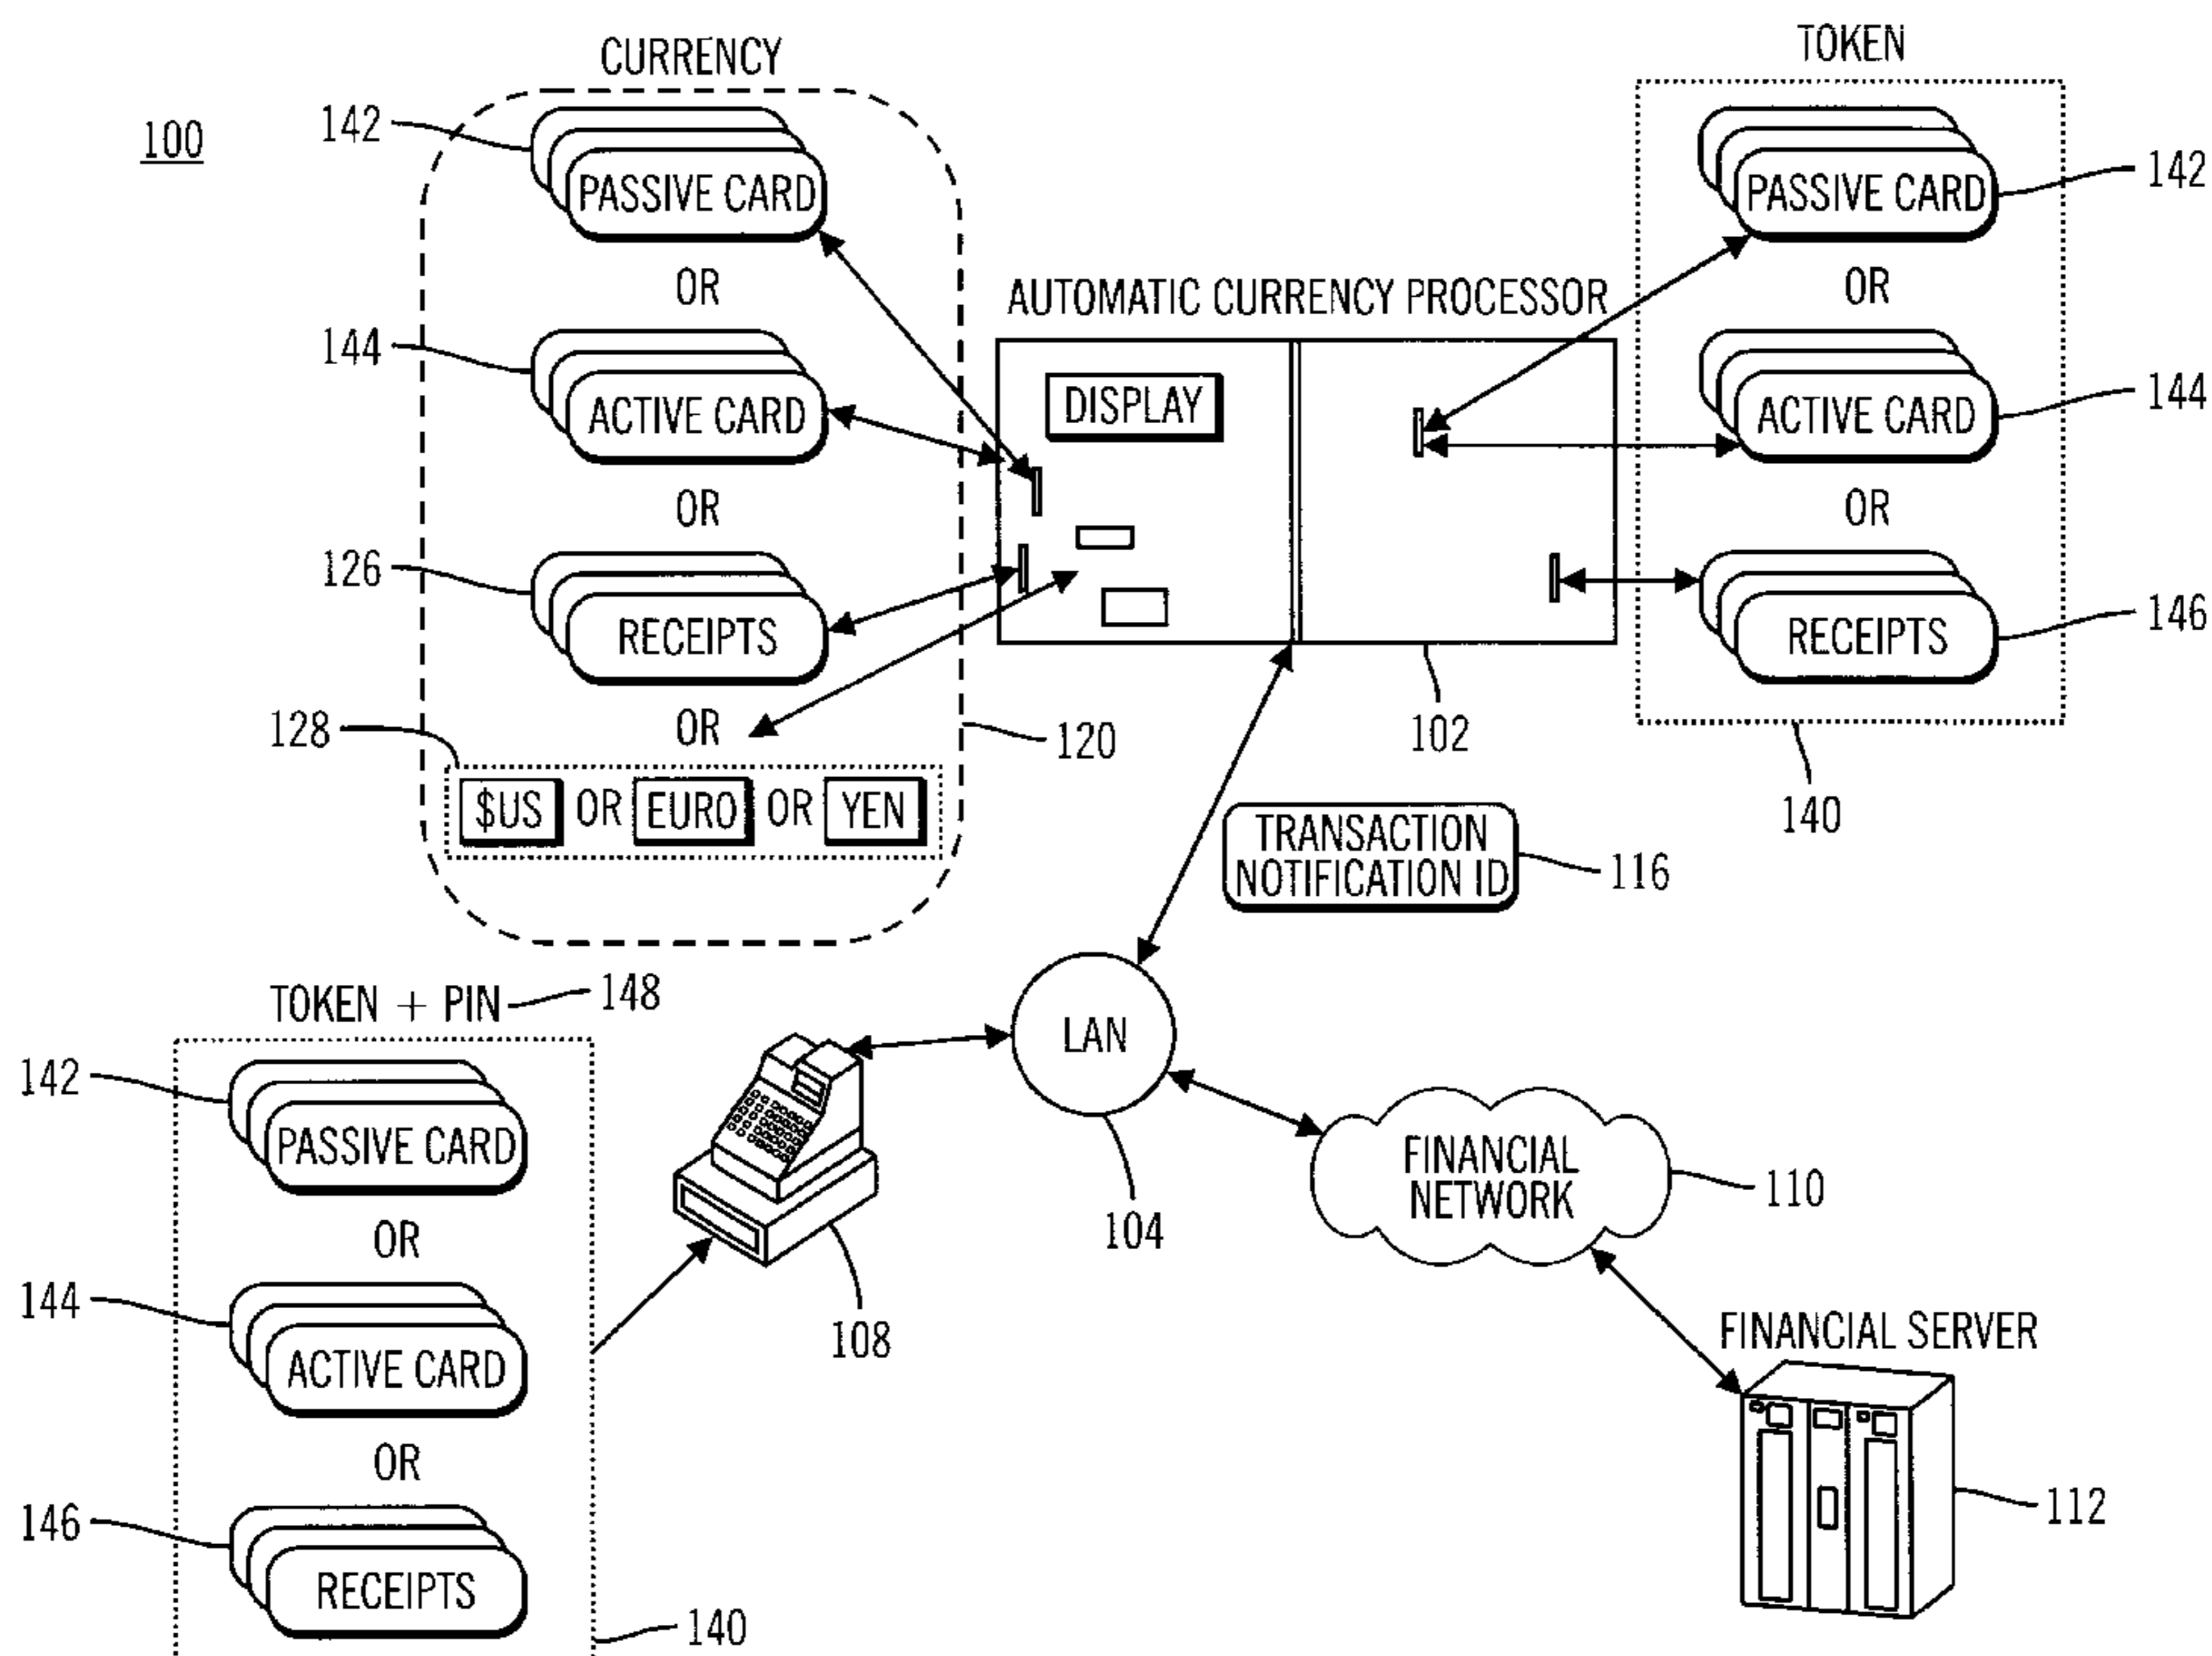 CURRENCY
TOKEN
100
142
PASSIVE CARD
OR
144
ACTIVE CARD
OR
126
RECEIPTS
OR
128
$US OR EURO OR YEN
120
AUTOMATIC CURRENCY PROCESSOR
DISPLAY
102
PASSIVE CARD
142
OR
ACTIVE CARD
144
OR
RECEIPTS
146
140
TRANSACTION
NOTIFICATION ID
116
TOKEN + PIN
148
142
PASSIVE CARD
OR
144
ACTIVE CARD
OR
146
RECEIPTS
140
108
LAN
104
FINANCIAL
NETWORK
110
FINANCIAL SERVER
112